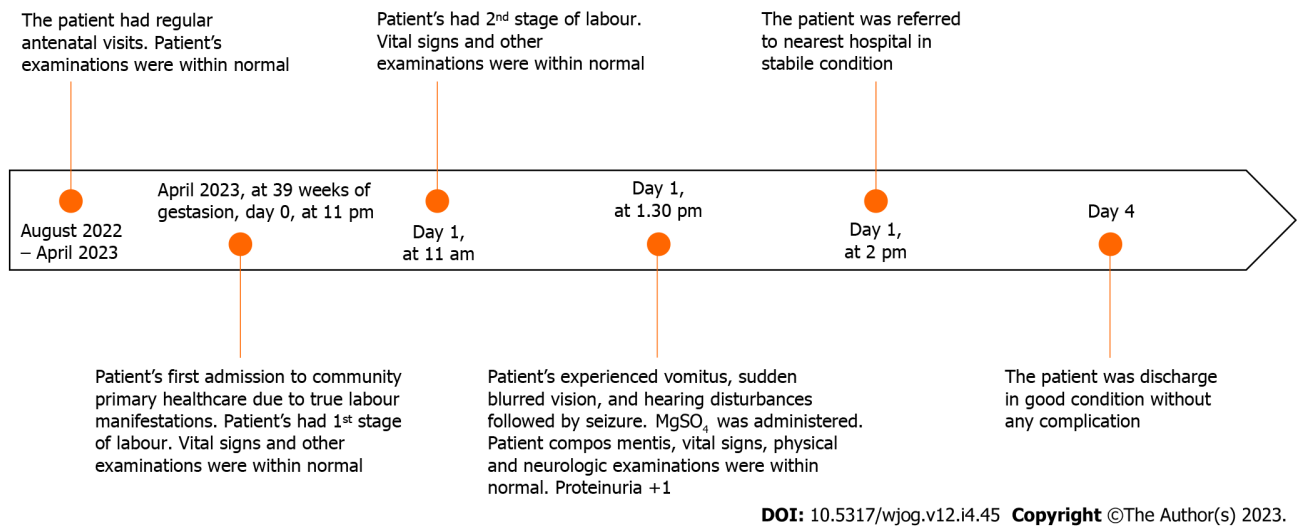 The patient had regular
antenatal visits. Patient's
examinations were within normal
Patient's had 2nd stage of labour.
Vital signs and other
examinations were within normal
The patient was referred
to nearest hospital in
stabile condition
August 2022
– April 2023
April 2023, at 39 weeks of
gestasion, day 0, at 11 pm
Day 1,
at 11 am
Day 1,
at 1.30 pm
Day 1,
at 2 pm
Day 4
Patient's first admission to community
primary healthcare due to true labour
manifestations. Patient's had 1st stage
of labour. Vital signs and other
examinations were within normal
Patient's experienced vomitus, sudden
blurred vision, and hearing disturbances
followed by seizure. MgSO4 was administered.
Patient compos mentis, vital signs, physical
and neurologic examinations were within
normal. Proteinuria +1
The patient was discharge
in good condition without
any complication
DOI: 10.5317/wjog.v12.i4.45 Copyright ©The Author(s) 2023.